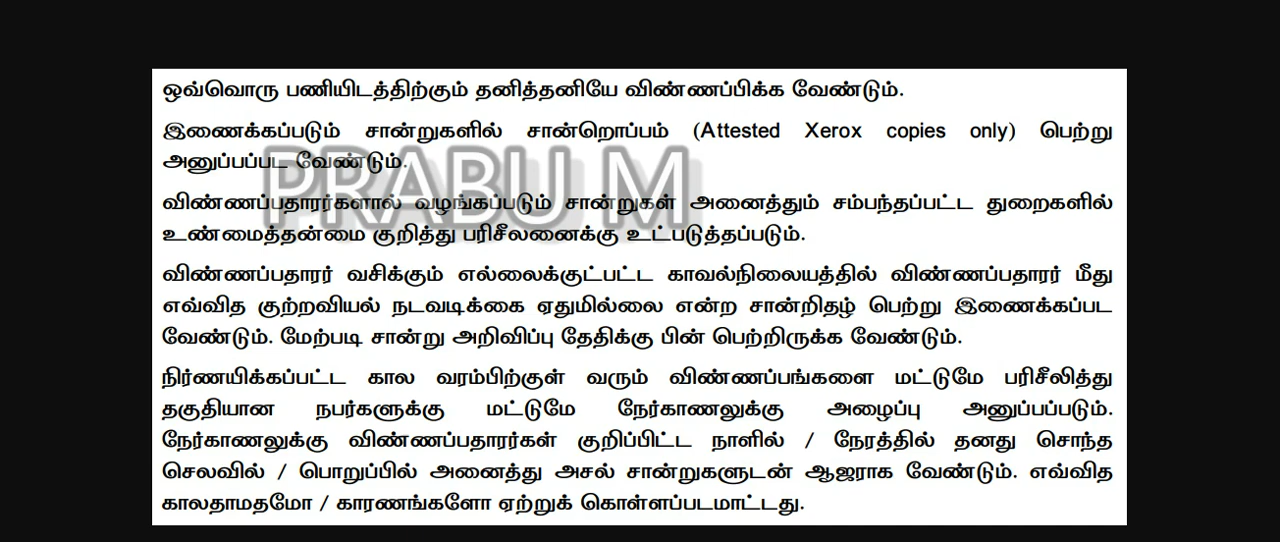 ஒவ்வொரு பணியிடத்திற்கும் தனித்தனியே விண்ணப்பிக்க வேண்டும்.
இணைக்கப்படும் சான்றுகளில் சான்றொப்பம் (Attested Xerox copies only) பெற்று
அனுப்பப்பட வேண்டும்.
PRABU M
விண்ணப்பதாரர்களால் வழங்கப்படும் சான்றுகள் அனைத்தும் சம்பந்தப்பட்ட துறைகளில்
உண்மைத்தன்மை குறித்து பரிசீலனைக்கு உட்படுத்தப்படும்.
விண்ணப்பதாரர் வசிக்கும் எல்லைக்குட்பட்ட காவல்நிலையத்தில் விண்ணப்பதாரர் மீது
எவ்வித குற்றவியல் நடவடிக்கை ஏதுமில்லை என்ற சான்றிதழ் பெற்று இணைக்கப்பட
வேண்டும். மேற்படி சான்று அறிவிப்பு தேதிக்கு பின் பெற்றிருக்க வேண்டும்.
நிர்ணயிக்கப்பட்ட கால வரம்பிற்குள் வரும் விண்ணப்பங்களை மட்டுமே பரிசீலித்து
தகுதியான நபர்களுக்கு மட்டுமே நேர்காணலுக்கு அழைப்பு அனுப்பப்படும்.
நேர்காணலுக்கு விண்ணப்பதாரர்கள் குறிப்பிட்ட நாளில் / நேரத்தில் தனது சொந்த
செலவில் / பொறுப்பில் அனைத்து அசல் சான்றுகளுடன் ஆஜராக வேண்டும். எவ்வித
காலதாமதமோ / காரணங்களோ ஏற்றுக் கொள்ளப்படமாட்டது.